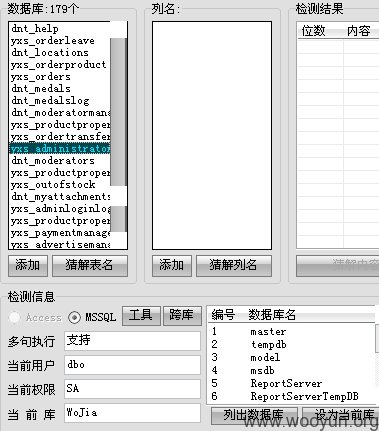 数据库:179个
列名:
检测结果
dnt_help
yxs_orderleave
dnt_locations
yxs_orderproduct
yxs_orders
dnt_medals
dnt_medalslog
dnt_moderatormana
yxs_productproper
yxs_ordertransfer
yxs_administrator
dnt_moderators
yxs_productproper
yxs_outofstock
dnt_myattachments
yxs_adminloginlog
yxs_productproper
yxs_paymentmanage
yxs_advertisemana
位数 内容
添加 猜解表名
添加 猜解列名
猜解内容
检测信息
Access MSSQL 工具 跨库
多句执行 支持
当前用户 dbo
当前权限 SA
当 前 库 WoJia
编号 数据库名
1 master
2 tempdb
3 model
4 msdb
5 ReportServer
6 ReportServerTempDB
列出数据库 设为当前库
www.wooyun.org